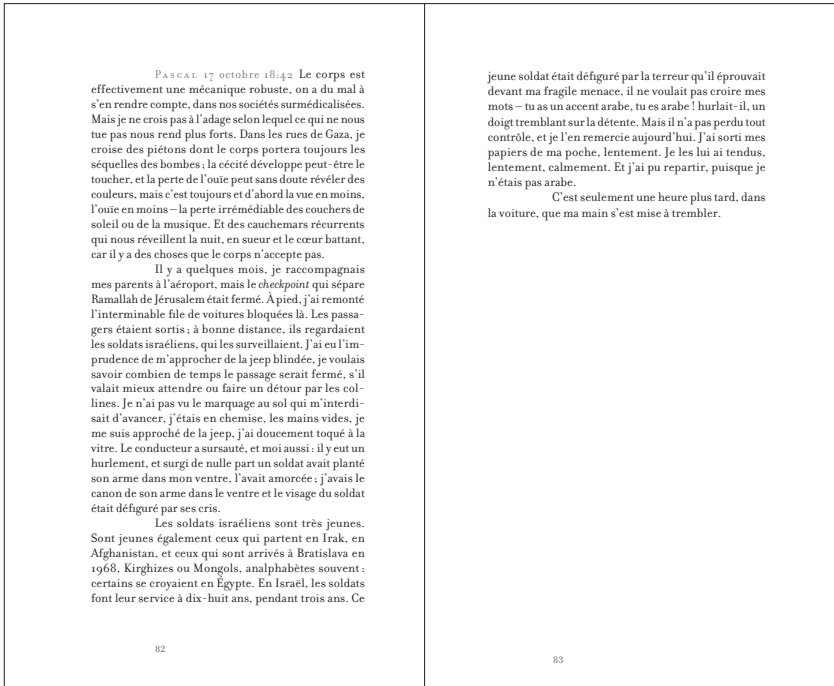 PASCAL 17 octobre 18:42 Le corps est
effectivement une mécanique robuste, on a du mal à
s'en rendre compte, dans nos sociétés surmédicalisées.
Mais je ne crois pas à l'adage selon lequel ce qui ne nous
tue pas nous rend plus forts. Dans les rues de Gaza, je
croise des piétons dont le corps portera toujours les
séquelles des bombes ; la cécité développe peut-être le
toucher, et la perte de l'ouïe peut sans doute révéler des
couleurs, mais c'est toujours et d'abord la vue en moins,
l'ouïe en moins – la perte irrémédiable des couchers de
soleil ou de la musique. Et des cauchemars récurrents
qui nous réveillent la nuit, en sueur et le cœur battant,
car il y a des choses que le corps n'accepte pas.
Il y a quelques mois, je raccompagnais
mes parents à l'aéroport, mais le checkpoint qui sépare
Ramallah de Jérusalem était fermé. À pied, j'ai remonté
l'interminable file de voitures bloquées là. Les passa-
gers étaient sortis ; à bonne distance, ils regardaient
les soldats israéliens, qui les surveillaient. J'ai eu l'im-
prudence de m'approcher de la jeep blindée, je voulais
savoir combien de temps le passage serait fermé, s'il
valait mieux attendre ou faire un détour par les col-
lines. Je n'ai pas vu le marquage au sol qui m'interdi-
sait d'avancer, j'étais en chemise, les mains vides, je
me suis approché de la jeep, j'ai doucement toqué à la
vitre. Le conducteur a sursauté, et moi aussi : il y eut un
hurlement, et surgi de nulle part un soldat avait planté
son arme dans mon ventre, l'avait amorcée ; j'avais le
canon de son arme dans le ventre et le visage du soldat
était défiguré par ses cris.
Les soldats israéliens sont très jeunes.
Sont jeunes également ceux qui partent en Irak, en
Afghanistan, et ceux qui sont arrivés à Bratislava en
1968, Kirghizes ou Mongols, analphabètes souvent :
certains se croyaient en Égypte. En Israël, les soldats
font leur service à dix-huit ans, pendant trois ans. Ce
82
jeune soldat était défiguré par la terreur qu'il éprouvait
devant ma fragile menace, il ne voulait pas croire mes
mots – tu as un accent arabe, tu es arabe ! hurlait-il, un
doigt tremblant sur la détente. Mais il n'a pas perdu tout
contrôle, et je l'en remercie aujourd'hui. J'ai sorti mes
papiers de ma poche, lentement. Je les lui ai tendus,
lentement, calmement. Et j'ai pu repartir, puisque je
n'étais pas arabe.
C'est seulement une heure plus tard, dans
la voiture, que ma main s'est mise à trembler.
83